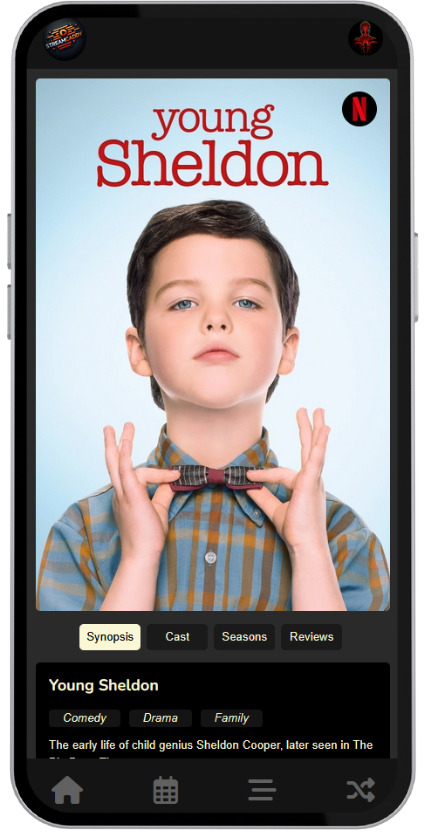 STREAMCADDY
N
young
Sheldon
Synopsis Cast Seasons Reviews
Young Sheldon
Comedy Drama Family
The early life of child genius Sheldon Cooper, later seen in The